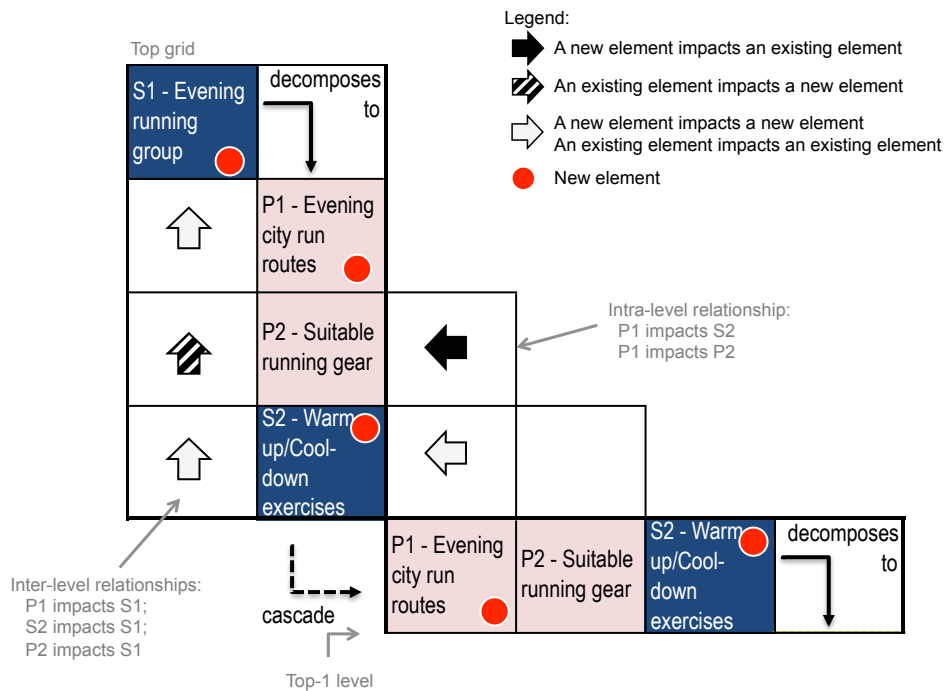 Legend:
A new element impacts an existing element
An existing element impacts a new element
A new element impacts a new element
An existing element impacts an existing element
New element
Top grid
S1 - Evening
running
group
decomposes
to
P1 - Evening
city run
routes
P2 - Suitable
running gear
Intra-level relationship:
P1 impacts S2
P1 impacts P2
S2 - Warm-
up/Cool-
down
exercises
P1 - Evening
city run
routes
P2 - Suitable
running gear
S2 - Warm-
up/Cool-
down
exercises
decomposes
to
Inter-level relationships:
P1 impacts S1;
S2 impacts S1;
P2 impacts S1
cascade
Top-1 level